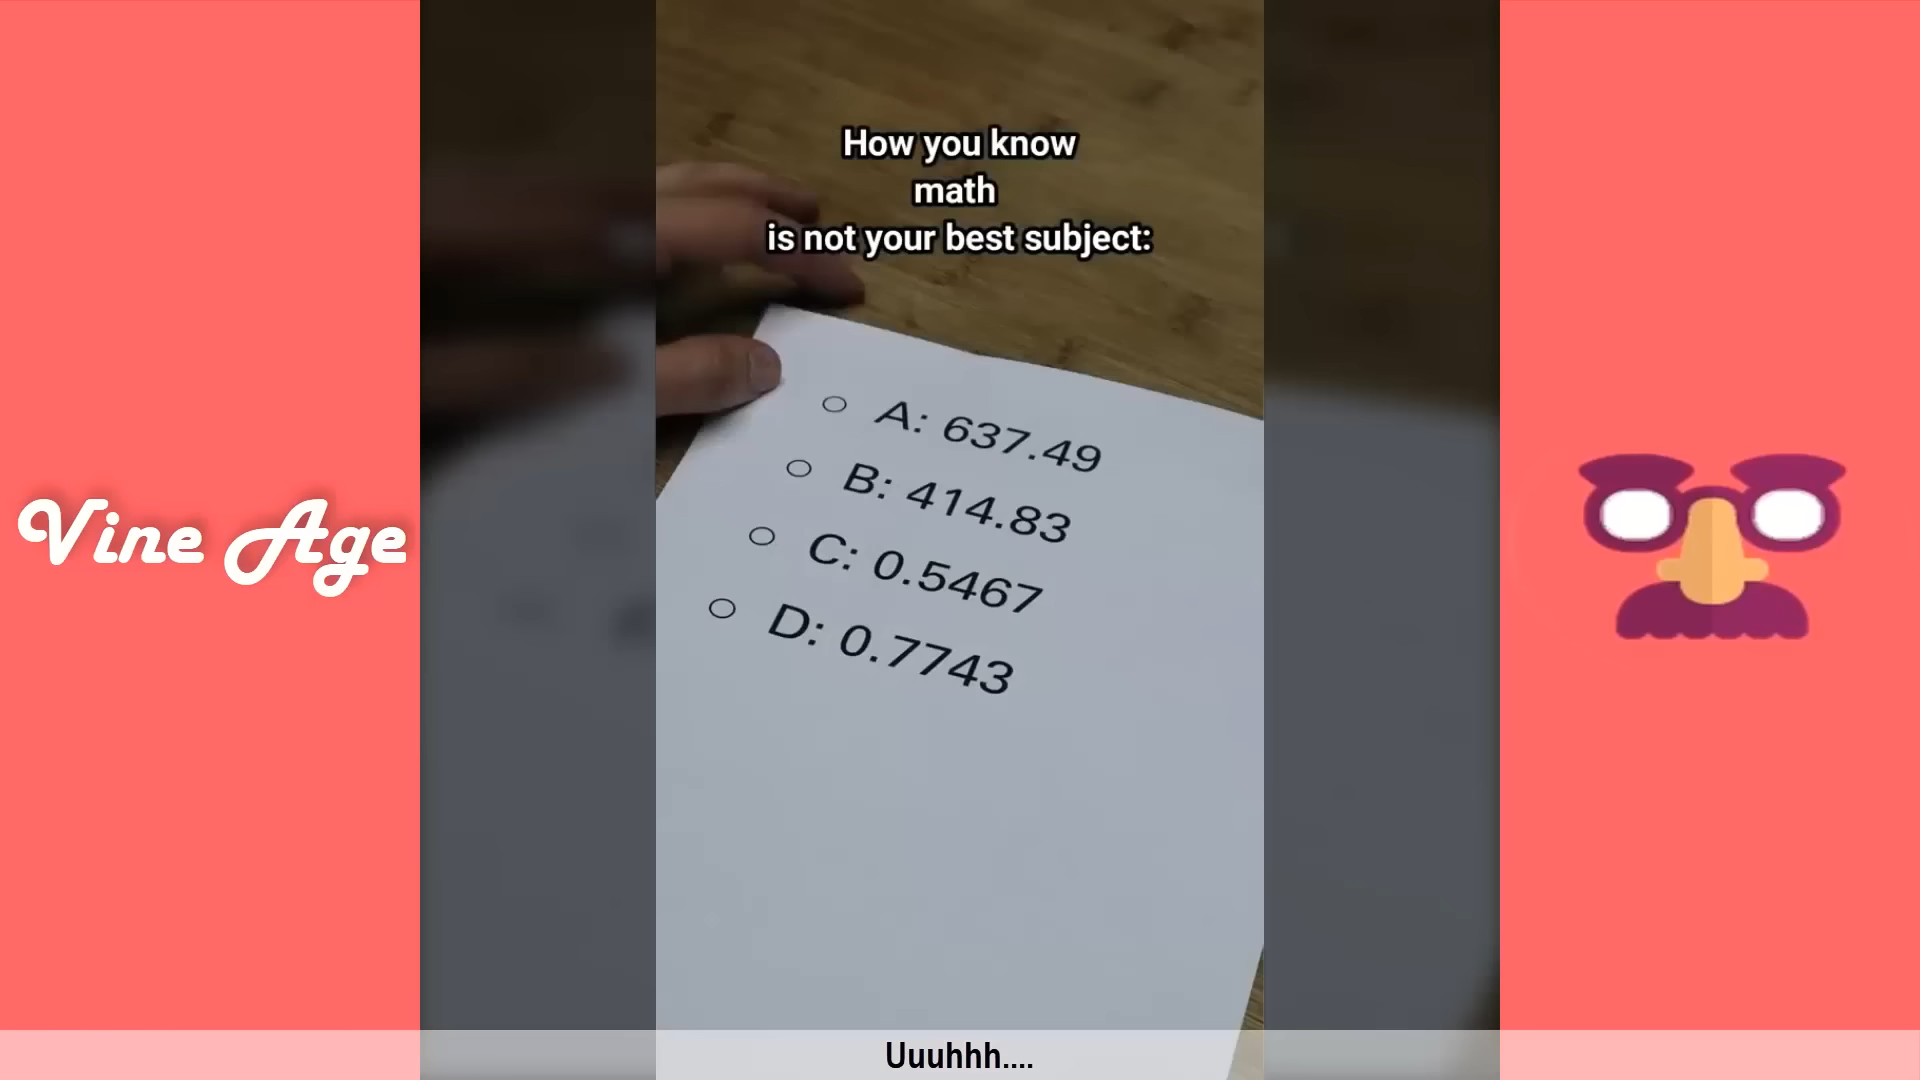 How you know
math
is not your best subject:
A: 637.49
B: 414.83
C: 0.5467
D: 0.7743
Vine Age
Uuuhhh....